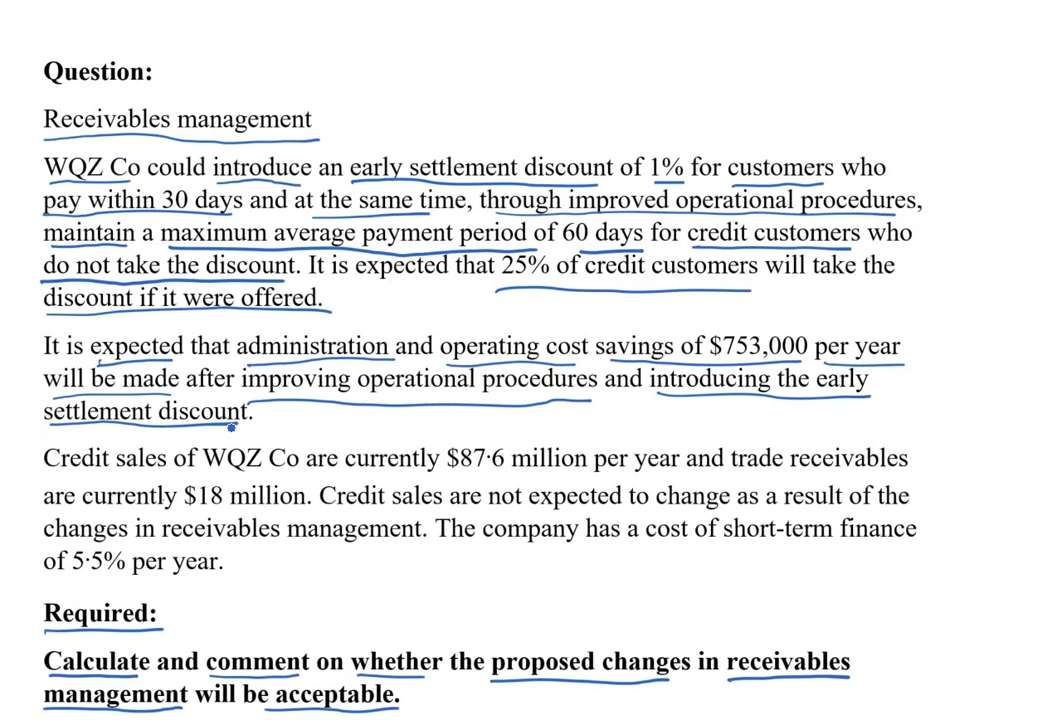 Question:
Receivables management
WQZ Co could introduce an early settlement discount of 1% for customers who
pay within 30 days and at the same time, through improved operational procedures,
maintain a maximum average payment period of 60 days for credit customers who
do not take the discount. It is expected that 25% of credit customers will take the
discount if it were offered.
It is expected that administration and operating cost savings of $753,000 per year
will be made after improving operational procedures and introducing the early
settlement discount.
Credit sales of WQZ Co are currently $87·6 million per year and trade receivables
are currently $18 million. Credit sales are not expected to change as a result of the
changes in receivables management. The company has a cost of short-term finance
of 5·5% per year.
Required:
Calculate and comment on whether the proposed changes in receivables
management will be acceptable.